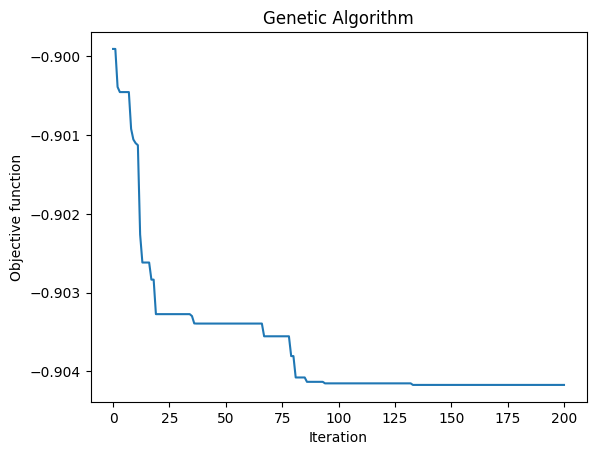 Genetic Algorithm
Objective function
−0.900
−0.901
−0.902
−0.903
−0.904
0 25 50 75 100 125 150 175 200
Iteration